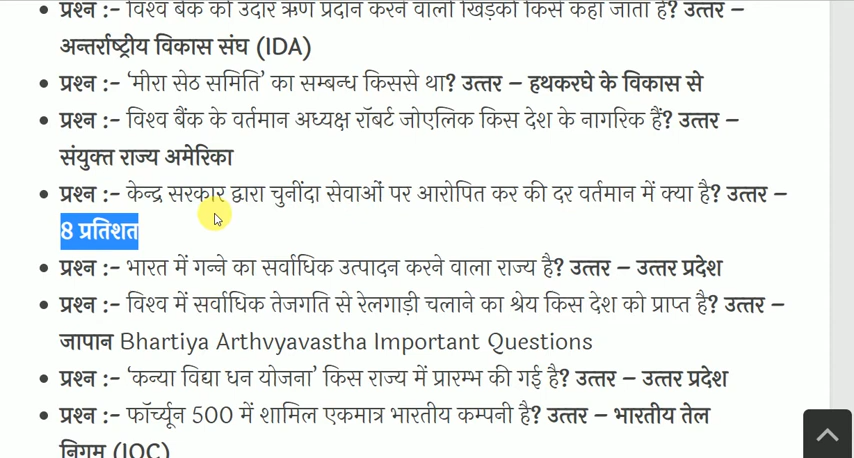 प्रश्न :- विश्व बैंक की उदार ऋण प्रदान करने वाली खिड़की किसे कहा जाता है? उत्तर –
अन्तर्राष्ट्रीय विकास संघ (IDA)
प्रश्न :- ‘मीरा सेठ समिति’ का सम्बन्ध किससे था? उत्तर – हथकरघे के विकास से
प्रश्न :- विश्व बैंक के वर्तमान अध्यक्ष रॉबर्ट जोएलिक किस देश के नागरिक हैं? उत्तर –
संयुक्त राज्य अमेरिका
प्रश्न :- केन्द्र सरकार द्वारा चुनींदा सेवाओं पर आरोपित कर की दर वर्तमान में क्या है? उत्तर –
8 प्रतिशत
प्रश्न :- भारत में गन्ने का सर्वाधिक उत्पादन करने वाला राज्य है? उत्तर – उत्तर प्रदेश
प्रश्न :- विश्व में सर्वाधिक तेजगति से रेलगाड़ी चलाने का श्रेय किस देश को प्राप्त है? उत्तर –
जापान Bhartiya Arthvyavastha Important Questions
प्रश्न :- ‘कन्या विद्या धन योजना’ किस राज्य में प्रारम्भ की गई है? उत्तर – उत्तर प्रदेश
प्रश्न :- फॉर्च्यून 500 में शामिल एकमात्र भारतीय कम्पनी है? उत्तर – भारतीय तेल
निगम (IOC)